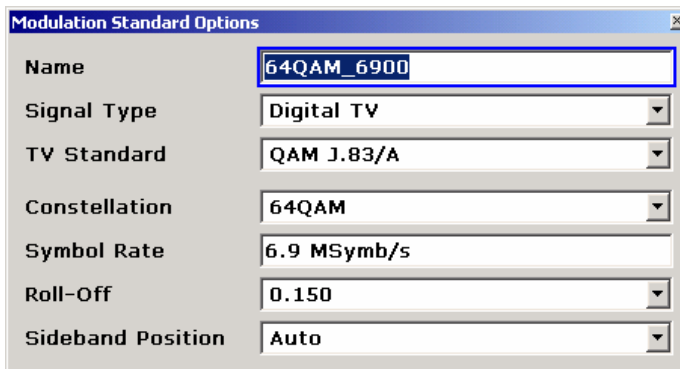 Modulation Standard Options
Name 64QAM_6900
Signal Type Digital TV
TV Standard QAM J.83/A
Constellation 64QAM
Symbol Rate 6.9 MSymb/s
Roll-Off 0.150
Sideband Position Auto